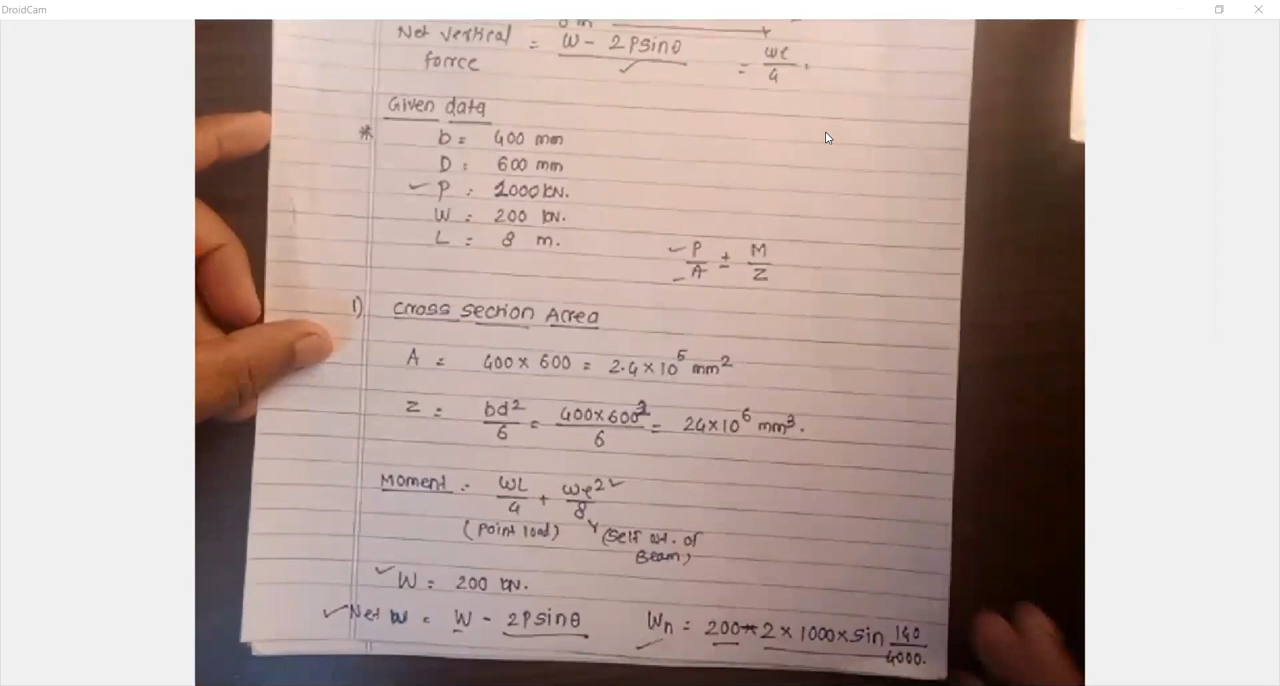 DroidCam
Net vertical force = W - 2Psinθ = wl/4.
Given data
* b = 400 mm
D = 600 mm
✓ P = 1000 KN.
W = 200 KN.
L = 8 m.
✓ P/A ± M/Z
1) Cross section Area
A = 400 × 600 = 2.4 × 10^5 mm^2
Z = bd^2/6 = 400×600^2/6 = 24×10^6 mm^3.
Moment :- WL/4 + wl^2/8
(point load) (self wt. of Beam)
✓ W = 200 KN.
✓ Net W = W - 2Psinθ Wn = 200 - 2 × 1000 × sin 140/4000.